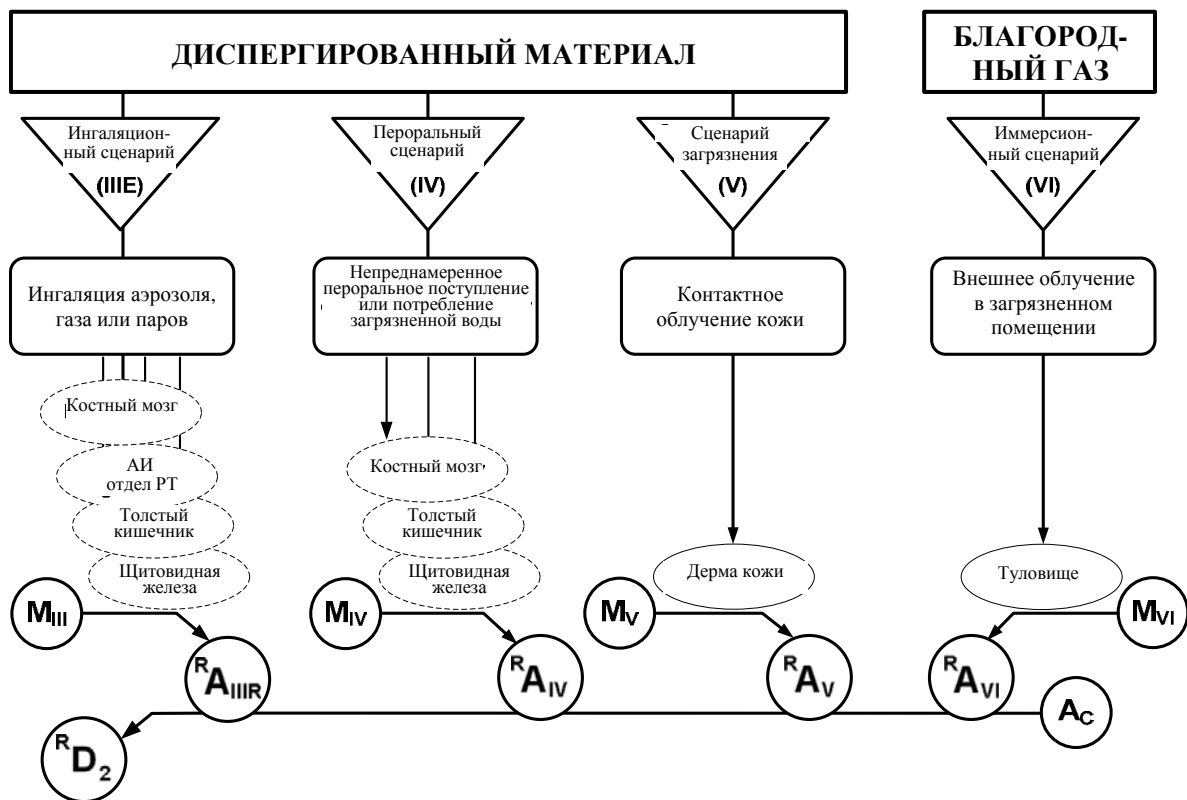 ДИСПЕРГИРОВАННЫЙ МАТЕРИАЛ
БЛАГОРОД-
НЫЙ ГАЗ
Ингаляцион-
ный сценарий
(IIIE)
Пероральный
сценарий
(IV)
Сценарий
загрязнения
(V)
Иммерсион-
ный сценарий
(VI)
Ингаляция аэрозоля,
газа или паров
Непреднамеренное
пероральное поступление
или потребление
загрязненной воды
Контактное
облучение кожи
Внешнее облучение
в загрязненном
помещении
Костный мозг
АИ
отдел РТ
Толстый
кишечник
Щитовидная
железа
Костный мозг
Толстый
кишечник
Щитовидная
железа
Дерма кожи
Туловище
MIII
MIV
MV
MVI
RAIIIR
RAIV
RAV
RAVI
AC
RD2